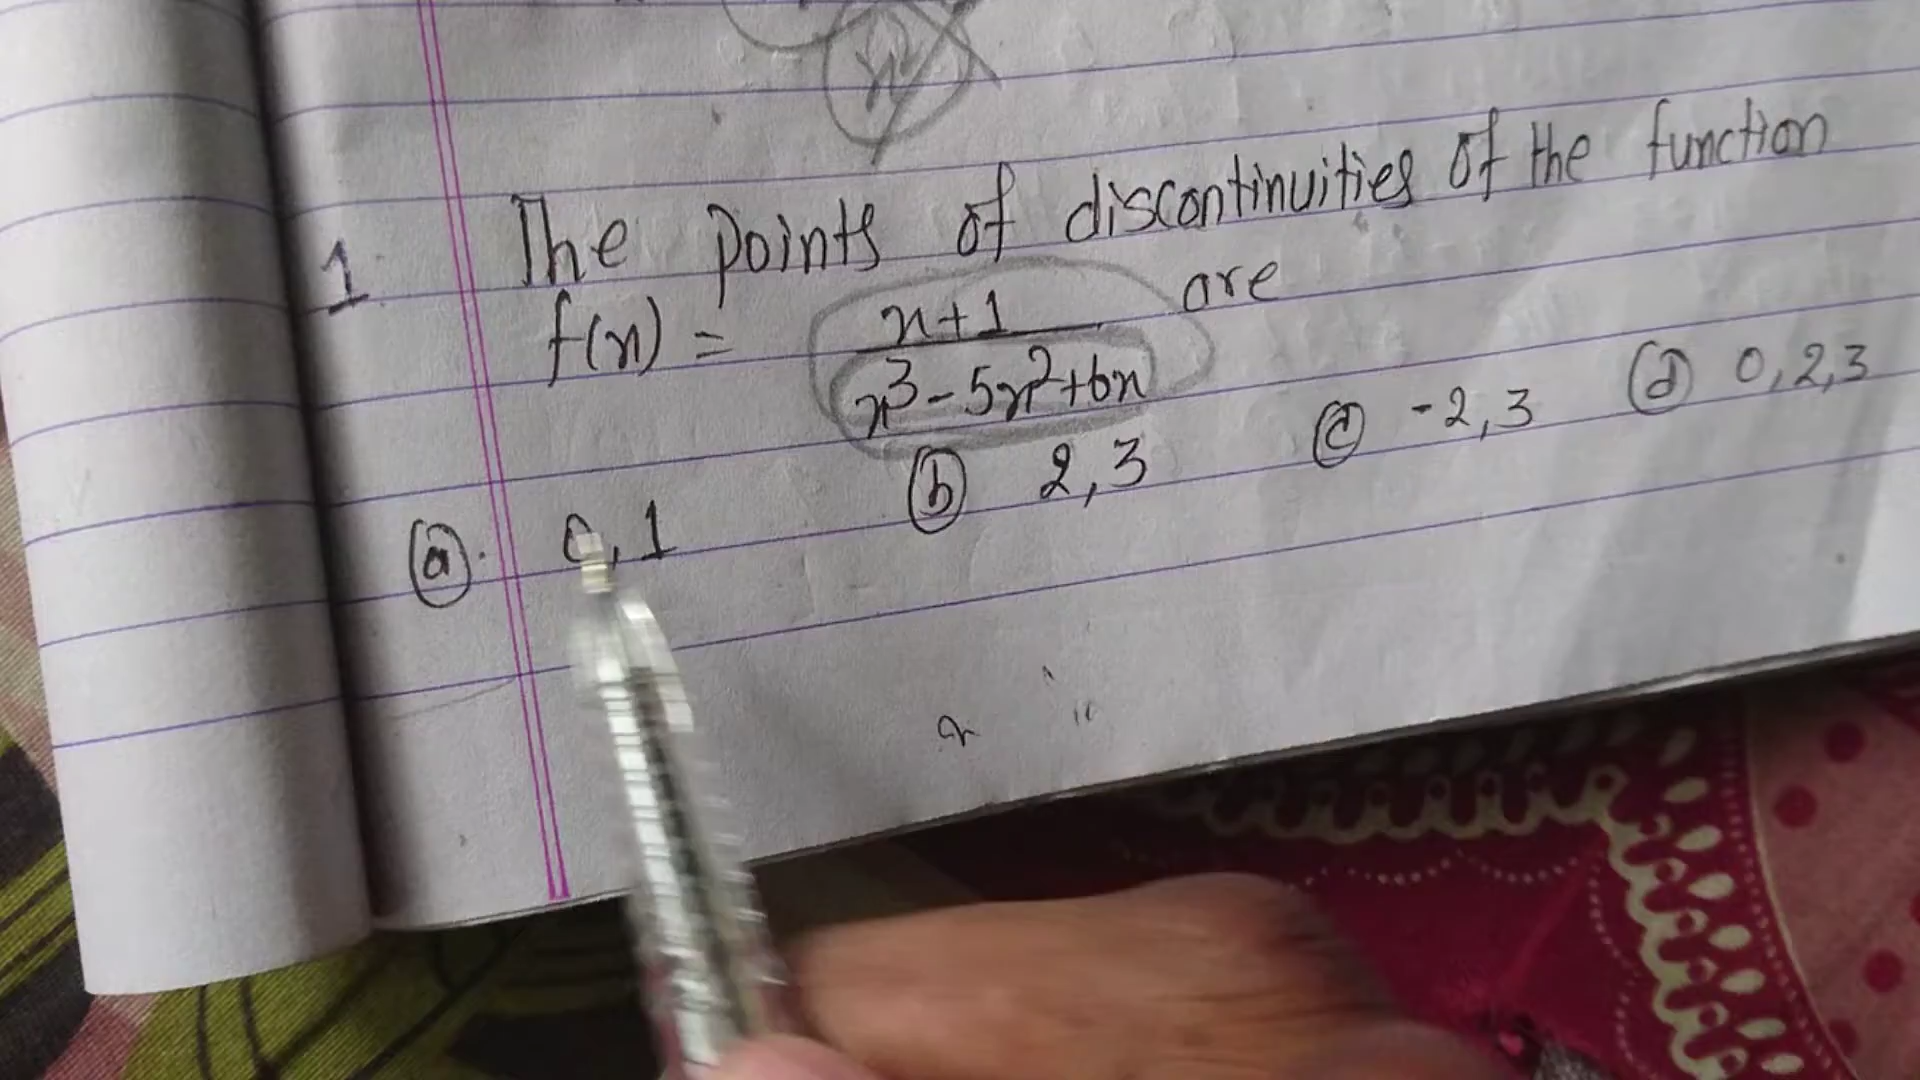 1. The points of discontinuities of the function
f(x) = x+1 / x³-5x²+6x are
(a). 0,1 (b) 2,3 (c) -2,3 (d) 0,2,3